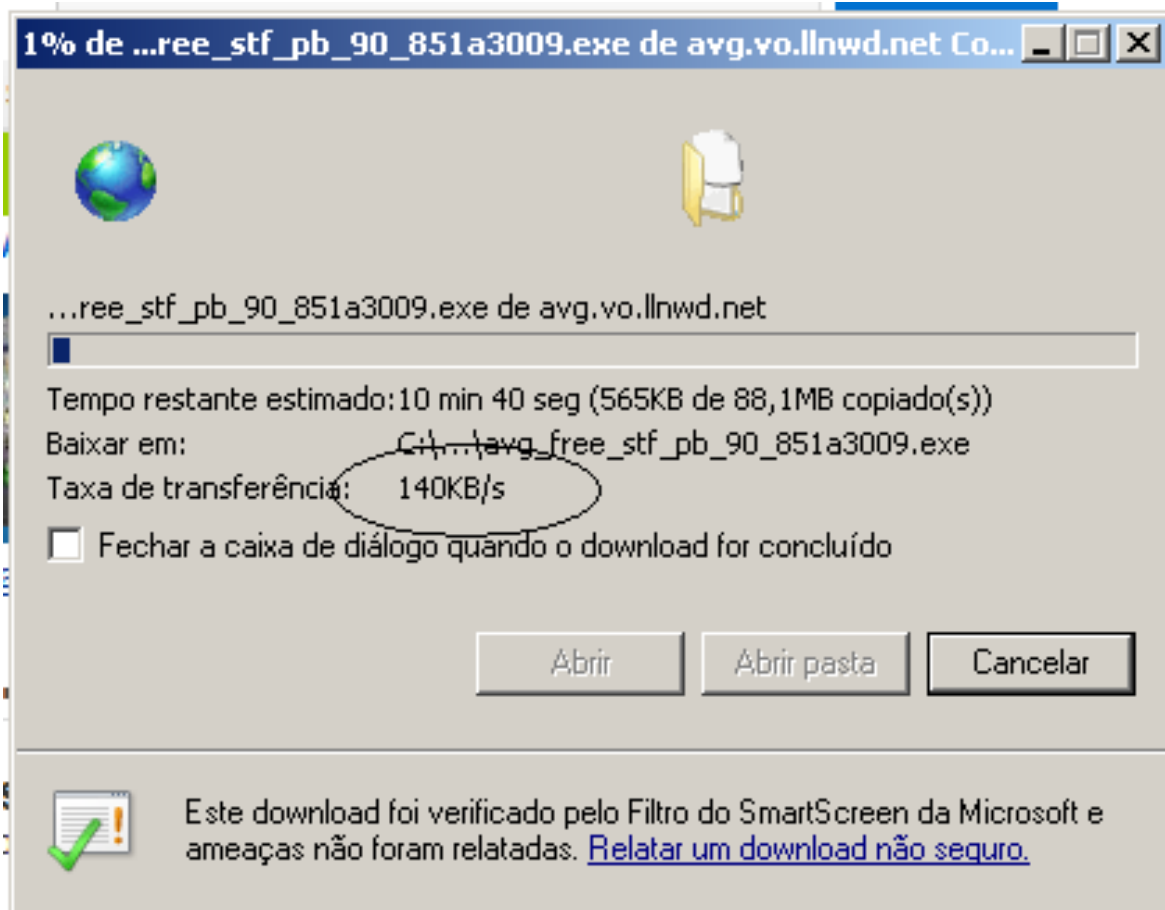 1% de ...ree_stf_pb_90_851a3009.exe de avg.vo.llnwd.net Co...
...ree_stf_pb_90_851a3009.exe de avg.vo.llnwd.net
Tempo restante estimado:10 min 40 seg (565KB de 88,1MB copiado(s))
Baixar em: C:\...\avg_free_stf_pb_90_851a3009.exe
Taxa de transferência: 140KB/s
Fechar a caixa de diálogo quando o download for concluído
Abrir Abrir pasta Cancelar
Este download foi verificado pelo Filtro do SmartScreen da Microsoft e
ameaças não foram relatadas. Relatar um download não seguro.